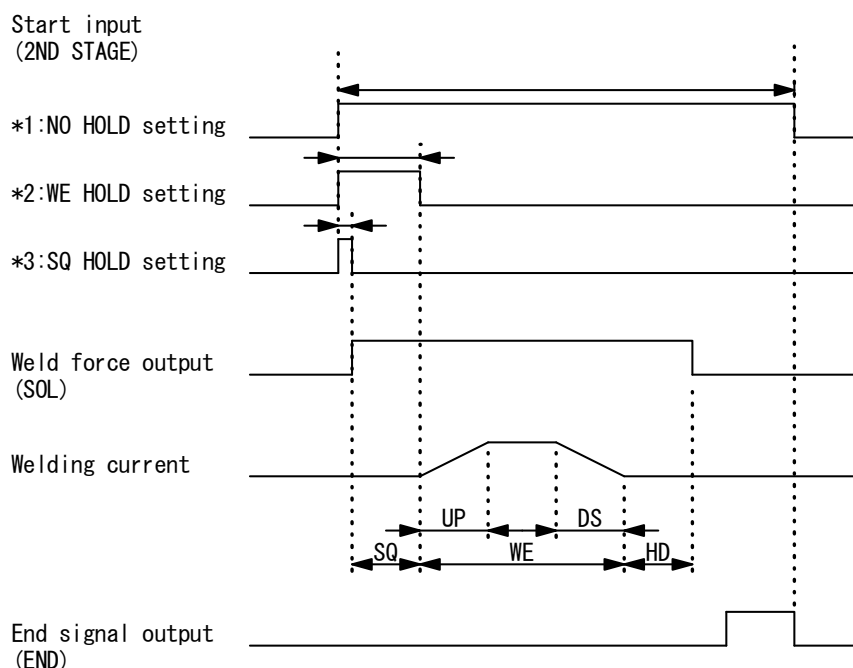 Start input
(2ND STAGE)
*1:NO HOLD setting
*2:WE HOLD setting
*3:SQ HOLD setting
Weld force output
(SOL)
Welding current
UP
DS
SQ
WE
HD
End signal output
(END)